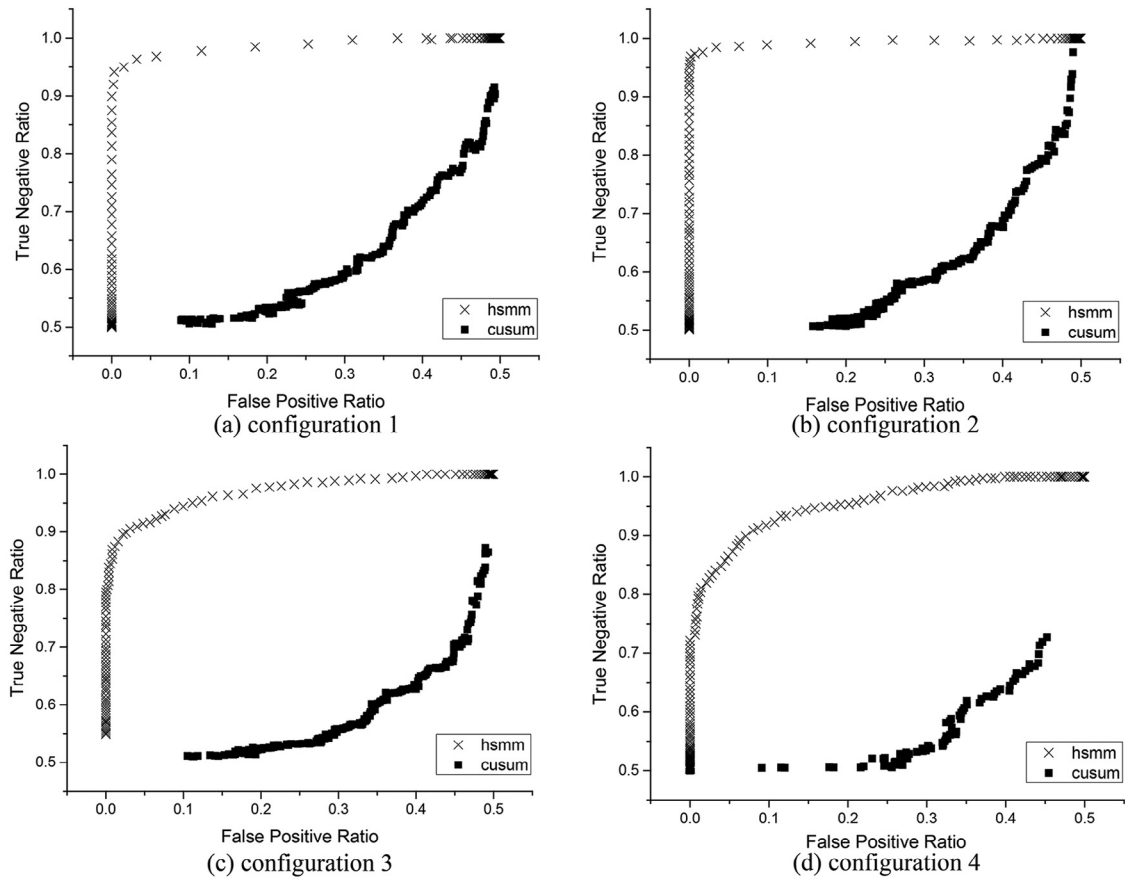 1.0
0.9
0.8
0.7
0.6
0.5
True Negative Ratio
hsmm
cusum
0.0 0.1 0.2 0.3 0.4 0.5
False Positive Ratio
(a) configuration 1
1.0
0.9
0.8
0.7
0.6
0.5
True Negative Ratio
hsmm
cusum
0.0 0.1 0.2 0.3 0.4 0.5
False Positive Ratio
(b) configuration 2
1.0
0.9
0.8
0.7
0.6
0.5
True Negative Ratio
hsmm
cusum
0.0 0.1 0.2 0.3 0.4 0.5
False Positive Ratio
(c) configuration 3
1.0
0.9
0.8
0.7
0.6
0.5
True Negative Ratio
hsmm
cusum
0.0 0.1 0.2 0.3 0.4 0.5
False Positive Ratio
(d) configuration 4